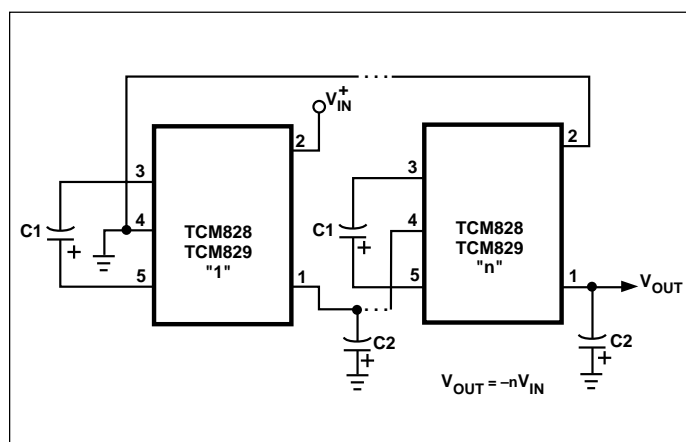 . . .
V+IN
2
2
3
3
4
4
C1
+
TCM828
TCM829
"1"
C1
+
TCM828
TCM829
"n"
5
1
5
1
VOUT
. . .
C2
+
C2
+
VOUT = –nVIN